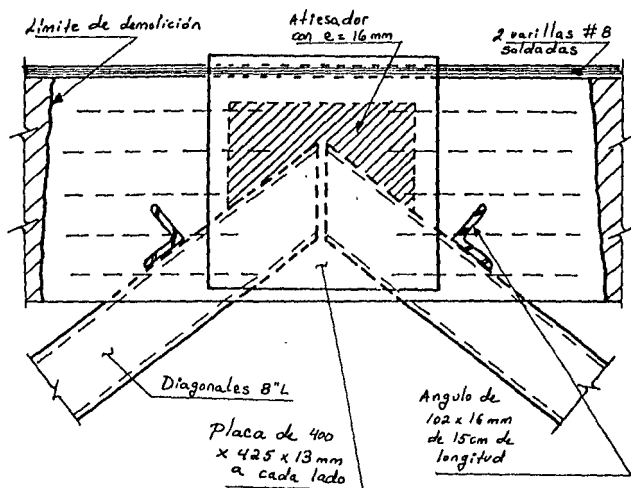 Límite de demolición
Atiesador
con e = 16 mm
2 varillas #8
soldadas
Diagonales 8"L
Placa de 400
x 425 x 13 mm
a cada lado
Angulo de
102 x 16 mm
de 15 cm de
longitud